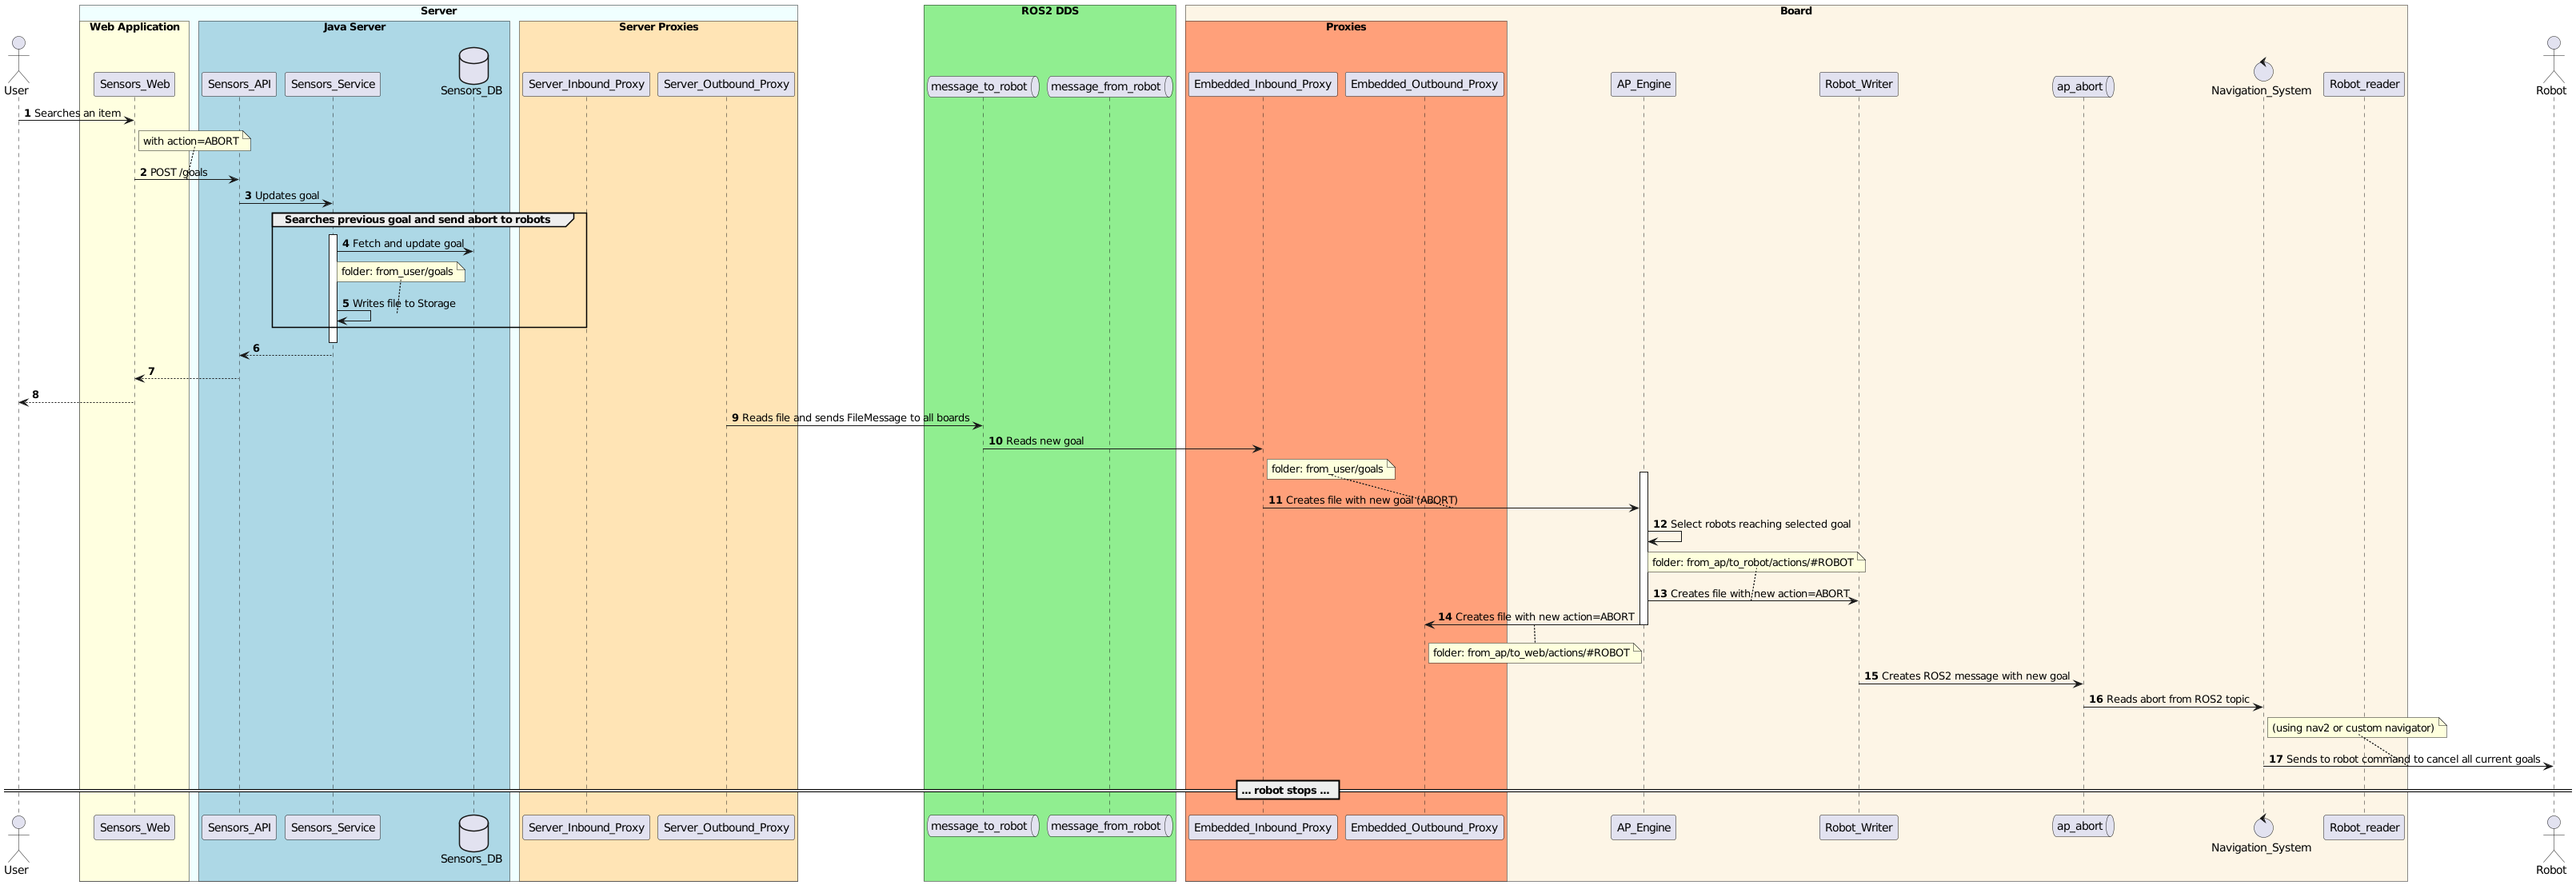 Server
ROS2 DDS
Board
Web Application
Java Server
Server Proxies
Proxies
User
Sensors_Web
Sensors_API
Sensors_Service
Sensors_DB
Server_Inbound_Proxy
Server_Outbound_Proxy
message_to_robot
message_from_robot
Embedded_Inbound_Proxy
Embedded_Outbound_Proxy
AP_Engine
Robot_Writer
ap_abort
Navigation_System
Robot_reader
Robot
1 Searches an item
with action=ABORT
2 POST /goals
3 Updates goal
Searches previous goal and send abort to robots
4 Fetch and update goal
folder: from_user/goals
5 Writes file to Storage
6
7
8
9 Reads file and sends FileMessage to all boards
10 Reads new goal
folder: from_user/goals
11 Creates file with new goal (ABORT)
12 Select robots reaching selected goal
folder: from_ap/to_robot/actions/#ROBOT
13 Creates file with new action=ABORT
14 Creates file with new action=ABORT
folder: from_ap/to_web/actions/#ROBOT
15 Creates ROS2 message with new goal
16 Reads abort from ROS2 topic
(using nav2 or custom navigator)
17 Sends to robot command to cancel all current goals
... robot stops ...
User
Sensors_Web
Sensors_API
Sensors_Service
Sensors_DB
Server_Inbound_Proxy
Server_Outbound_Proxy
message_to_robot
message_from_robot
Embedded_Inbound_Proxy
Embedded_Outbound_Proxy
AP_Engine
Robot_Writer
ap_abort
Navigation_System
Robot_reader
Robot